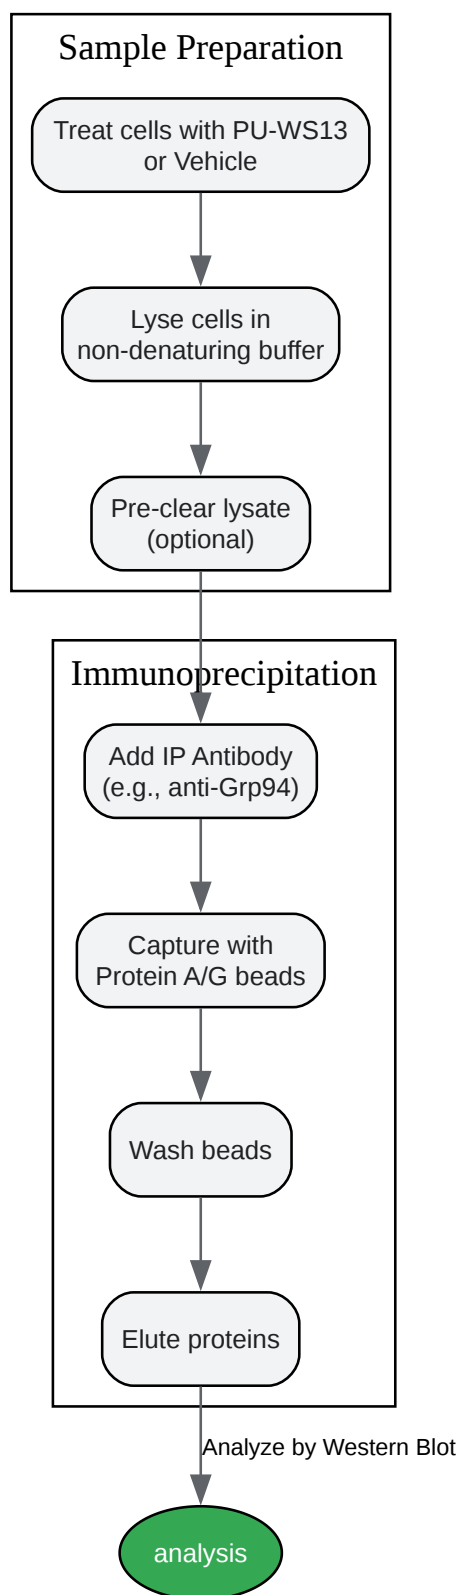 Sample Preparation
Treat cells with PU-WS13
or Vehicle
Lyse cells in
non-denaturing buffer
Pre-clear lysate
(optional)
Immunoprecipitation
Add IP Antibody
(e.g., anti-Grp94)
Capture with
Protein A/G beads
Wash beads
Elute proteins
Analyze by Western Blot
analysis